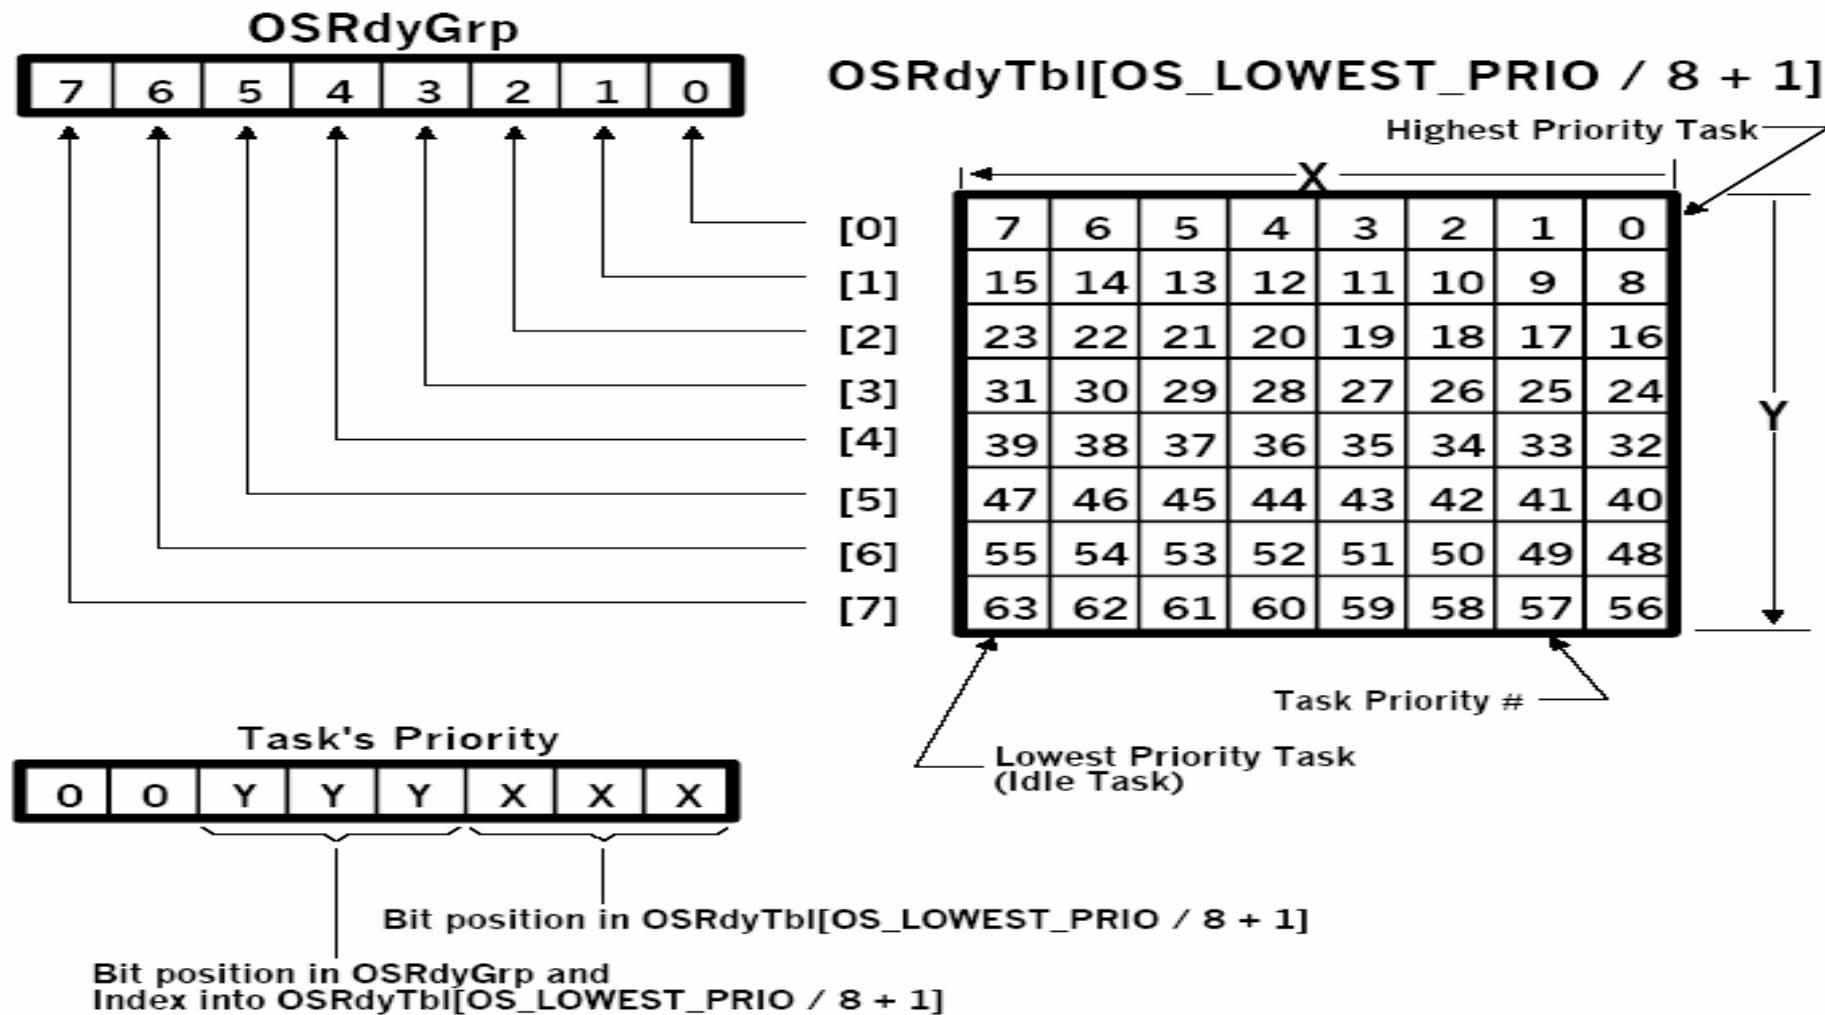 OSRdyGrp
7 6 5 4 3 2 1 0
OSRdyTbl[OS_LOWEST_PRIO / 8 + 1]
Highest Priority Task
X
[0] 7 6 5 4 3 2 1 0
[1] 15 14 13 12 11 10 9 8
[2] 23 22 21 20 19 18 17 16
[3] 31 30 29 28 27 26 25 24
[4] 39 38 37 36 35 34 33 32
[5] 47 46 45 44 43 42 41 40
[6] 55 54 53 52 51 50 49 48
[7] 63 62 61 60 59 58 57 56
Y
Task Priority #
Lowest Priority Task
(Idle Task)
Task's Priority
0 0 Y Y Y X X X
Bit position in OSRdyTbl[OS_LOWEST_PRIO / 8 + 1]
Bit position in OSRdyGrp and
Index into OSRdyTbl[OS_LOWEST_PRIO / 8 + 1]